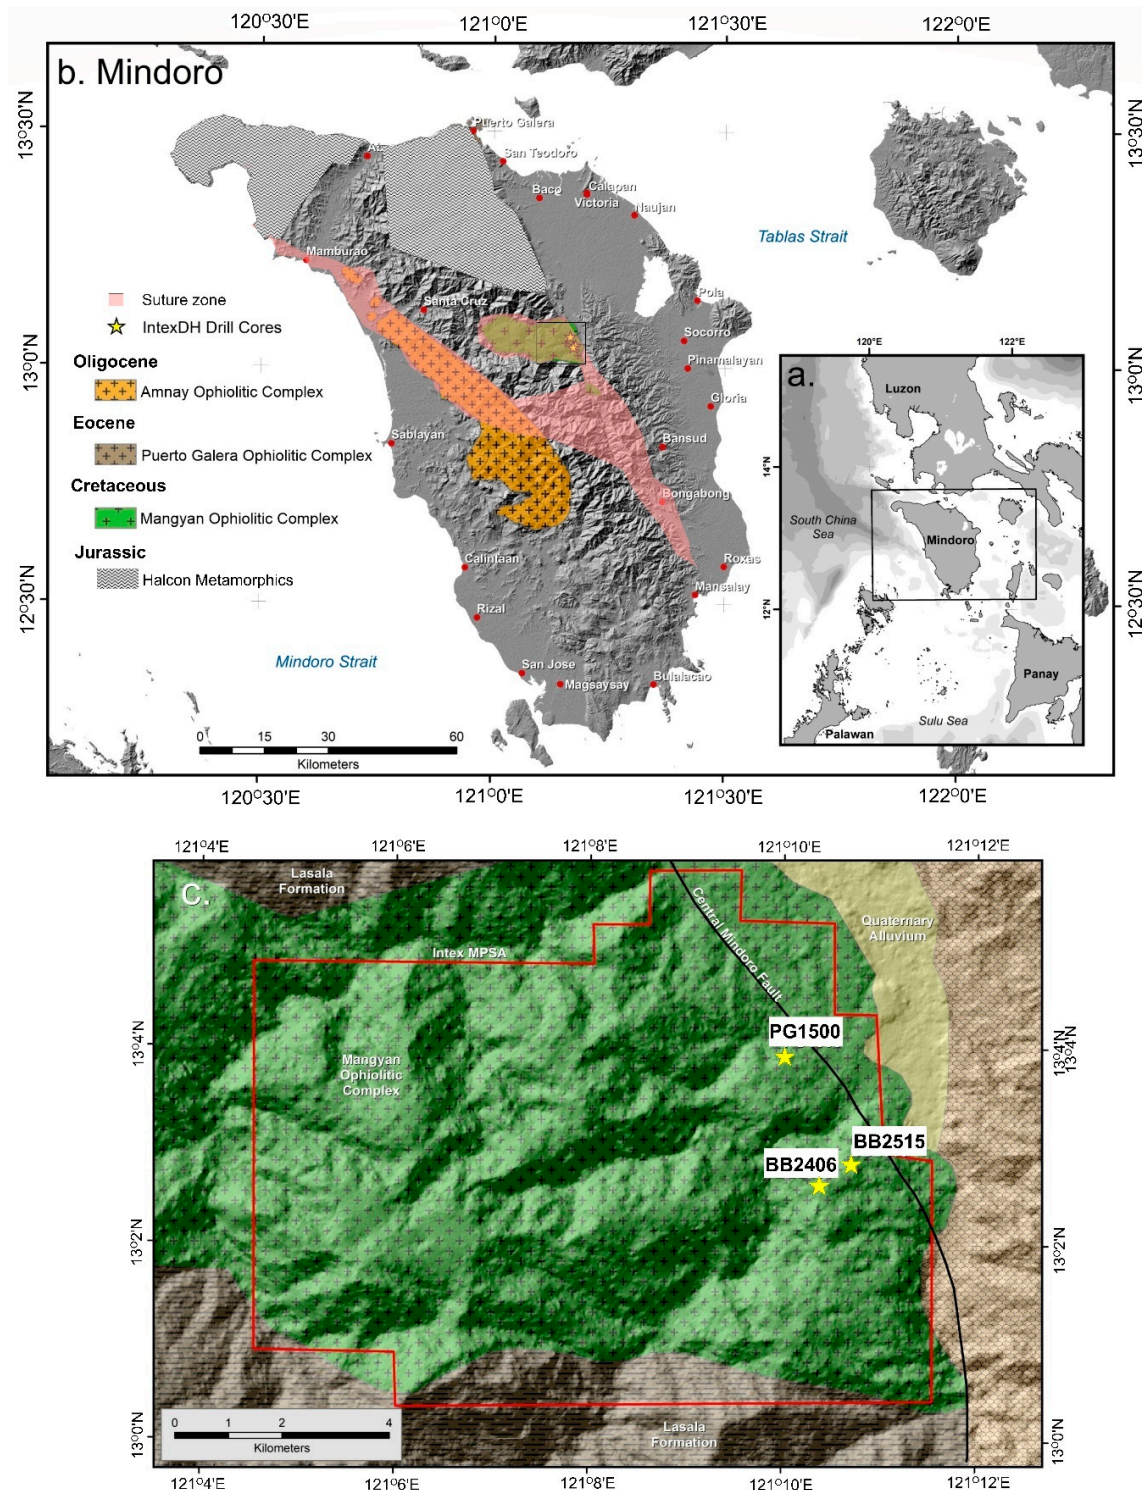 120°30'E 121°0'E 121°30'E 122°0'E
b. Mindoro
13°30'N
13°30'N
Puerto Galera
San Teodoro
Baco
Calapan
Victoria
Naujan
Tablas Strait
Mamburao
Santa Cruz
Pola
Socorro
Pinamalayan
Gloria
Sablayan
Bansud
Bongabong
Calintaan
Roxas
Mansalay
Rizal
San Jose
Magsaysay
Bulalacao
Mindoro Strait
Suture zone
IntexDH Drill Cores
Oligocene
Amnay Ophiolitic Complex
Eocene
Puerto Galera Ophiolitic Complex
Cretaceous
Mangyan Ophiolitic Complex
Jurassic
Halcon Metamorphics
13°0'N
13°0'N
12°30'N
12°30'N
0 15 30 60
Kilometers
120°30'E 121°0'E 121°30'E 122°0'E
120°E 122°E
a.
Luzon
14°N
South China
Sea
Mindoro
12°N
Panay
Sulu Sea
Palawan
121°4'E 121°6'E 121°8'E 121°10'E 121°12'E
c.
Lasala
Formation
Central Mindoro Fault
Quaternary
Alluvium
Intex MPSA
PG1500
13°4'N
13°4'N
13°4'N
Mangyan
Ophiolitic
Complex
BB2515
BB2406
13°2'N
13°2'N
0 1 2 4
Kilometers
Lasala
Formation
13°0'N
13°0'N
121°4'E 121°6'E 121°8'E 121°10'E 121°12'E